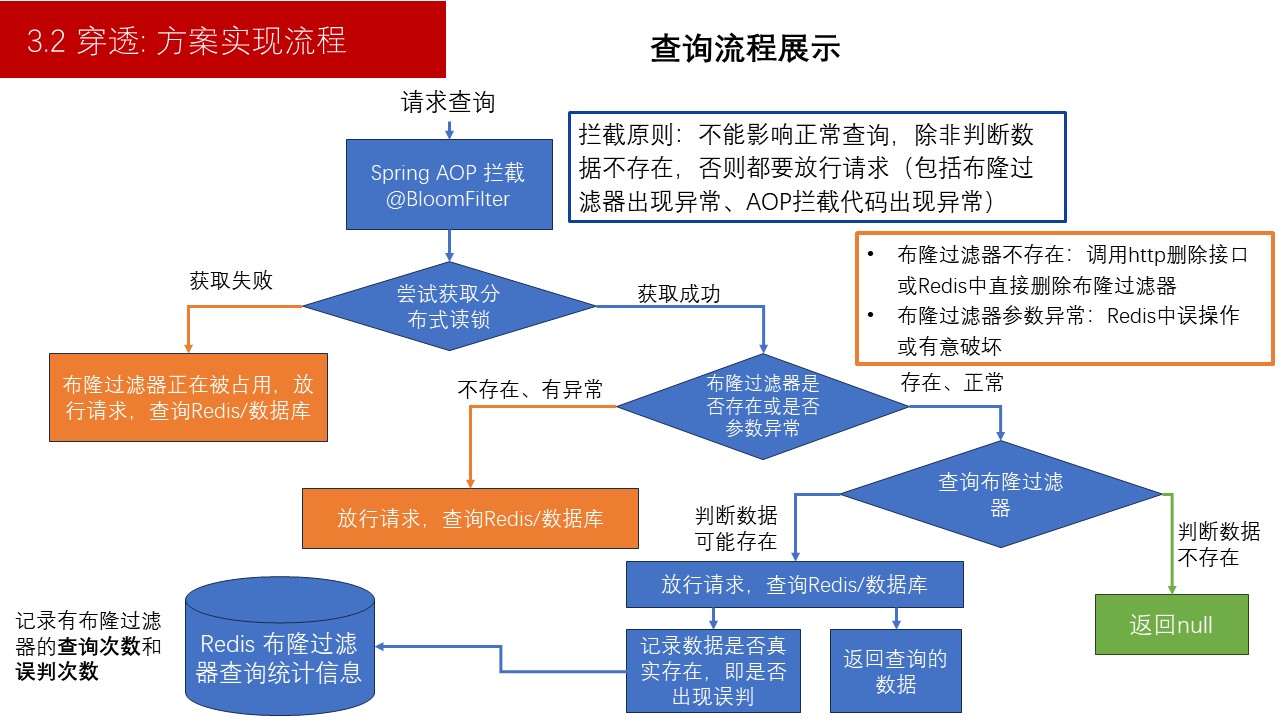 3.2 穿透: 方案实现流程
查询流程展示
请求查询
Spring AOP 拦截
@BloomFilter
拦截原则：不能影响正常查询，除非判断数
据不存在，否则都要放行请求（包括布隆过
滤器出现异常、AOP拦截代码出现异常）
• 布隆过滤器不存在：调用http删除接口
或Redis中直接删除布隆过滤器
• 布隆过滤器参数异常：Redis中误操作
或有意破坏
获取失败
尝试获取分
布式读锁
获取成功
布隆过滤器正在被占用，放
行请求，查询Redis/数据库
不存在、有异常
布隆过滤器是
否存在或是否
参数异常
存在、正常
放行请求，查询Redis/数据库
查询布隆过滤
器
判断数据
可能存在
判断数据
不存在
放行请求，查询Redis/数据库
返回null
记录有布隆过滤
器的查询次数和
误判次数
Redis 布隆过滤
器查询统计信息
记录数据是否真
实存在，即是否
出现误判
返回查询的
数据